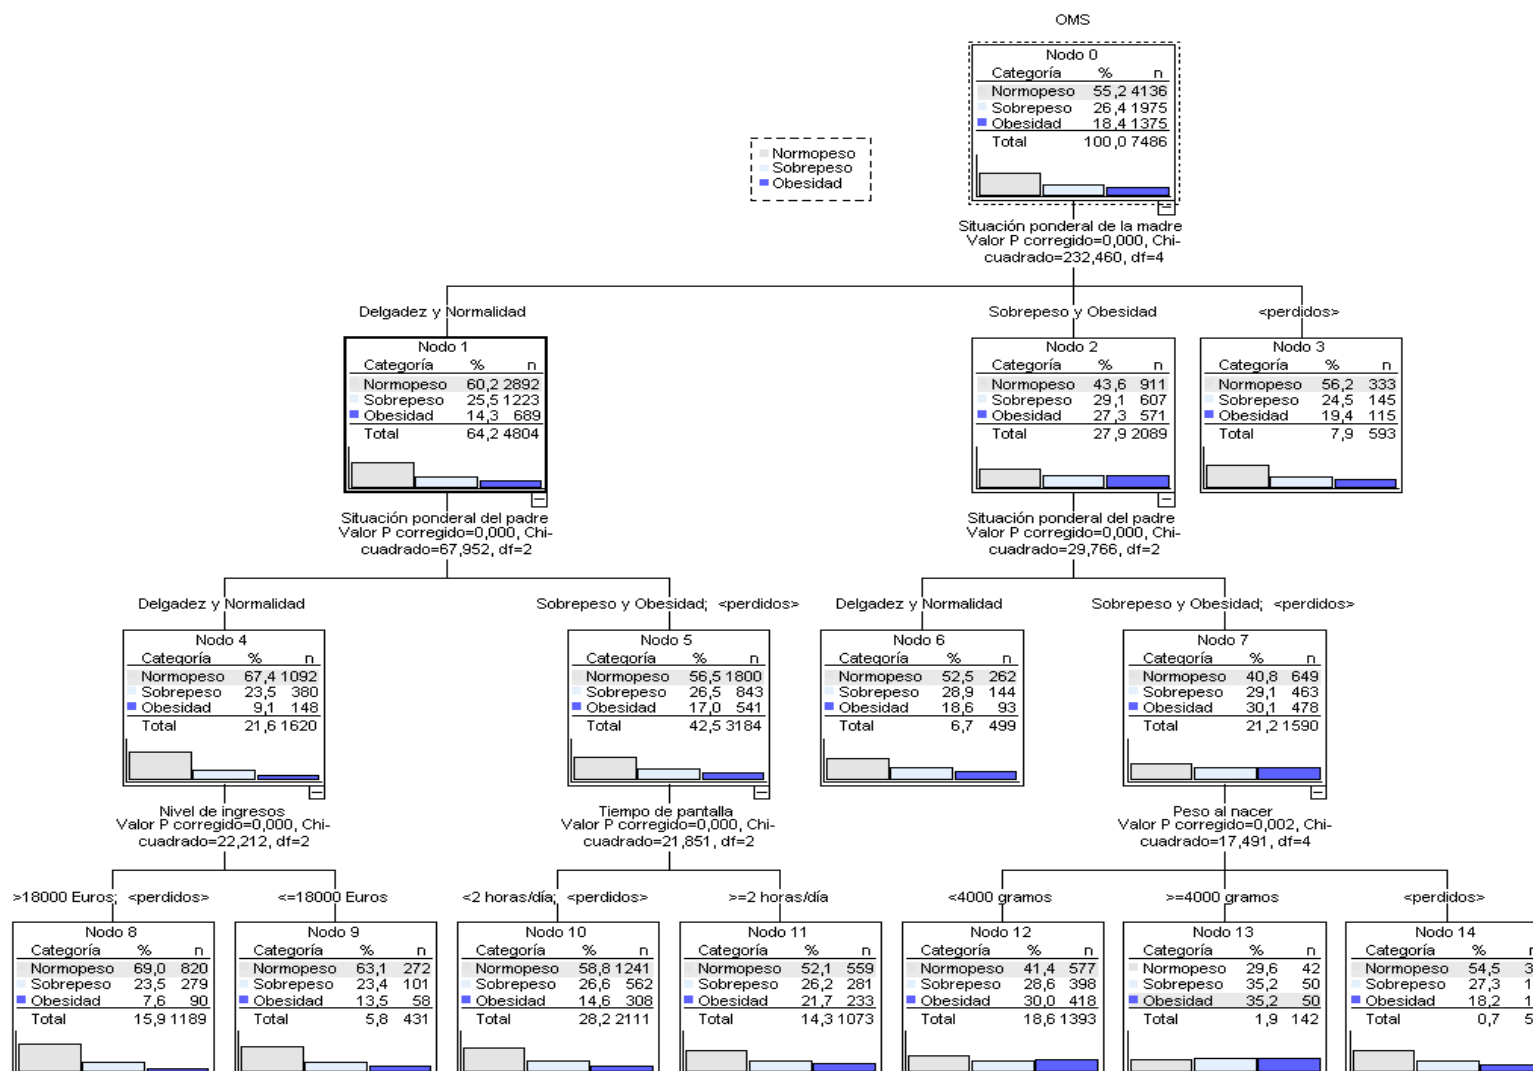 OMS
Nodo 0
Categoría % n
Normopeso 55,2 4136
Sobrepeso 26,4 1975
Obesidad 18,4 1375
Total 100,0 7486
Normopeso
Sobrepeso
Obesidad
Situación ponderal de la madre
Valor P corregido=0,000, Chi-
cuadrado=232,460, df=4
Delgadez y Normalidad
Sobrepeso y Obesidad
<perdidos>
Nodo 1
Categoría % n
Normopeso 60,2 2892
Sobrepeso 25,5 1223
Obesidad 14,3 689
Total 64,2 4804
Nodo 2
Categoría % n
Normopeso 43,6 911
Sobrepeso 29,1 607
Obesidad 27,3 571
Total 27,9 2089
Nodo 3
Categoría % n
Normopeso 56,2 333
Sobrepeso 24,5 145
Obesidad 19,4 115
Total 7,9 593
Situación ponderal del padre
Valor P corregido=0,000, Chi-
cuadrado=67,952, df=2
Situación ponderal del padre
Valor P corregido=0,000, Chi-
cuadrado=29,766, df=2
Delgadez y Normalidad
Sobrepeso y Obesidad; <perdidos>
Delgadez y Normalidad
Sobrepeso y Obesidad; <perdidos>
Nodo 4
Categoría % n
Normopeso 67,4 1092
Sobrepeso 23,5 380
Obesidad 9,1 148
Total 21,6 1620
Nodo 5
Categoría % n
Normopeso 56,5 1800
Sobrepeso 26,5 843
Obesidad 17,0 541
Total 42,5 3184
Nodo 6
Categoría % n
Normopeso 52,5 262
Sobrepeso 28,9 144
Obesidad 18,6 93
Total 6,7 499
Nodo 7
Categoría % n
Normopeso 40,8 649
Sobrepeso 29,1 463
Obesidad 30,1 478
Total 21,2 1590
Nivel de ingresos
Valor P corregido=0,000, Chi-
cuadrado=22,212, df=2
Tiempo de pantalla
Valor P corregido=0,000, Chi-
cuadrado=21,851, df=2
Peso al nacer
Valor P corregido=0,002, Chi-
cuadrado=17,491, df=4
>18000 Euros; <perdidos>
<=18000 Euros
<2 horas/día; <perdidos>
>=2 horas/día
<4000 gramos
>=4000 gramos
<perdidos>
Nodo 8
Categoría % n
Normopeso 69,0 820
Sobrepeso 23,5 279
Obesidad 7,6 90
Total 15,9 1189
Nodo 9
Categoría % n
Normopeso 63,1 272
Sobrepeso 23,4 101
Obesidad 13,5 58
Total 5,8 431
Nodo 10
Categoría % n
Normopeso 58,8 1241
Sobrepeso 26,6 562
Obesidad 14,6 308
Total 28,2 2111
Nodo 11
Categoría % n
Normopeso 52,1 559
Sobrepeso 26,2 281
Obesidad 21,7 233
Total 14,3 1073
Nodo 12
Categoría % n
Normopeso 41,4 577
Sobrepeso 28,6 398
Obesidad 30,0 418
Total 18,6 1393
Nodo 13
Categoría % n
Normopeso 29,6 42
Sobrepeso 35,2 50
Obesidad 35,2 50
Total 1,9 142
Nodo 14
Categoría %
Normopeso 54,5
Sobrepeso 27,3
Obesidad 18,2
Total 0,7